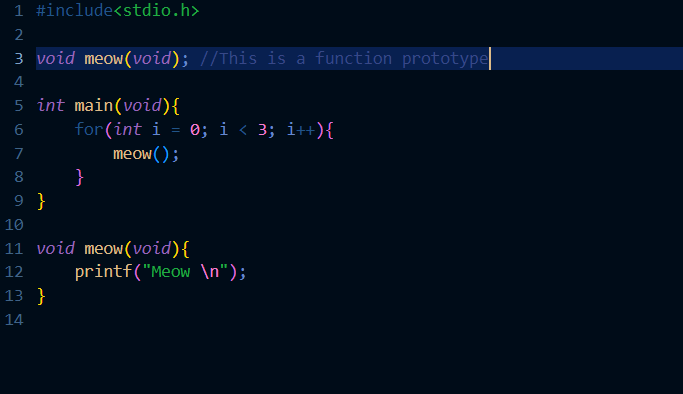 1 #include<stdio.h>
2
3 void meow(void); //This is a function prototype
4
5 int main(void){
6     for(int i = 0; i < 3; i++){
7         meow();
8     }
9 }
10
11 void meow(void){
12     printf("Meow \n");
13 }
14